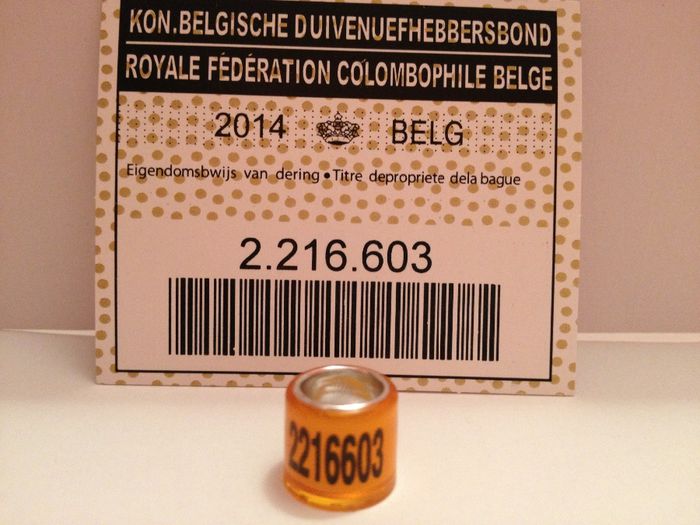 KON.BELGISCHE DUIVENUEFHEBBERSBOND
ROYALE FÉDÉRATION COLOMBOPHILE BELGE
2014 BELG
Eigendomsbwijs van dering • Titre depropriete dela bague
2.216.603
2216603